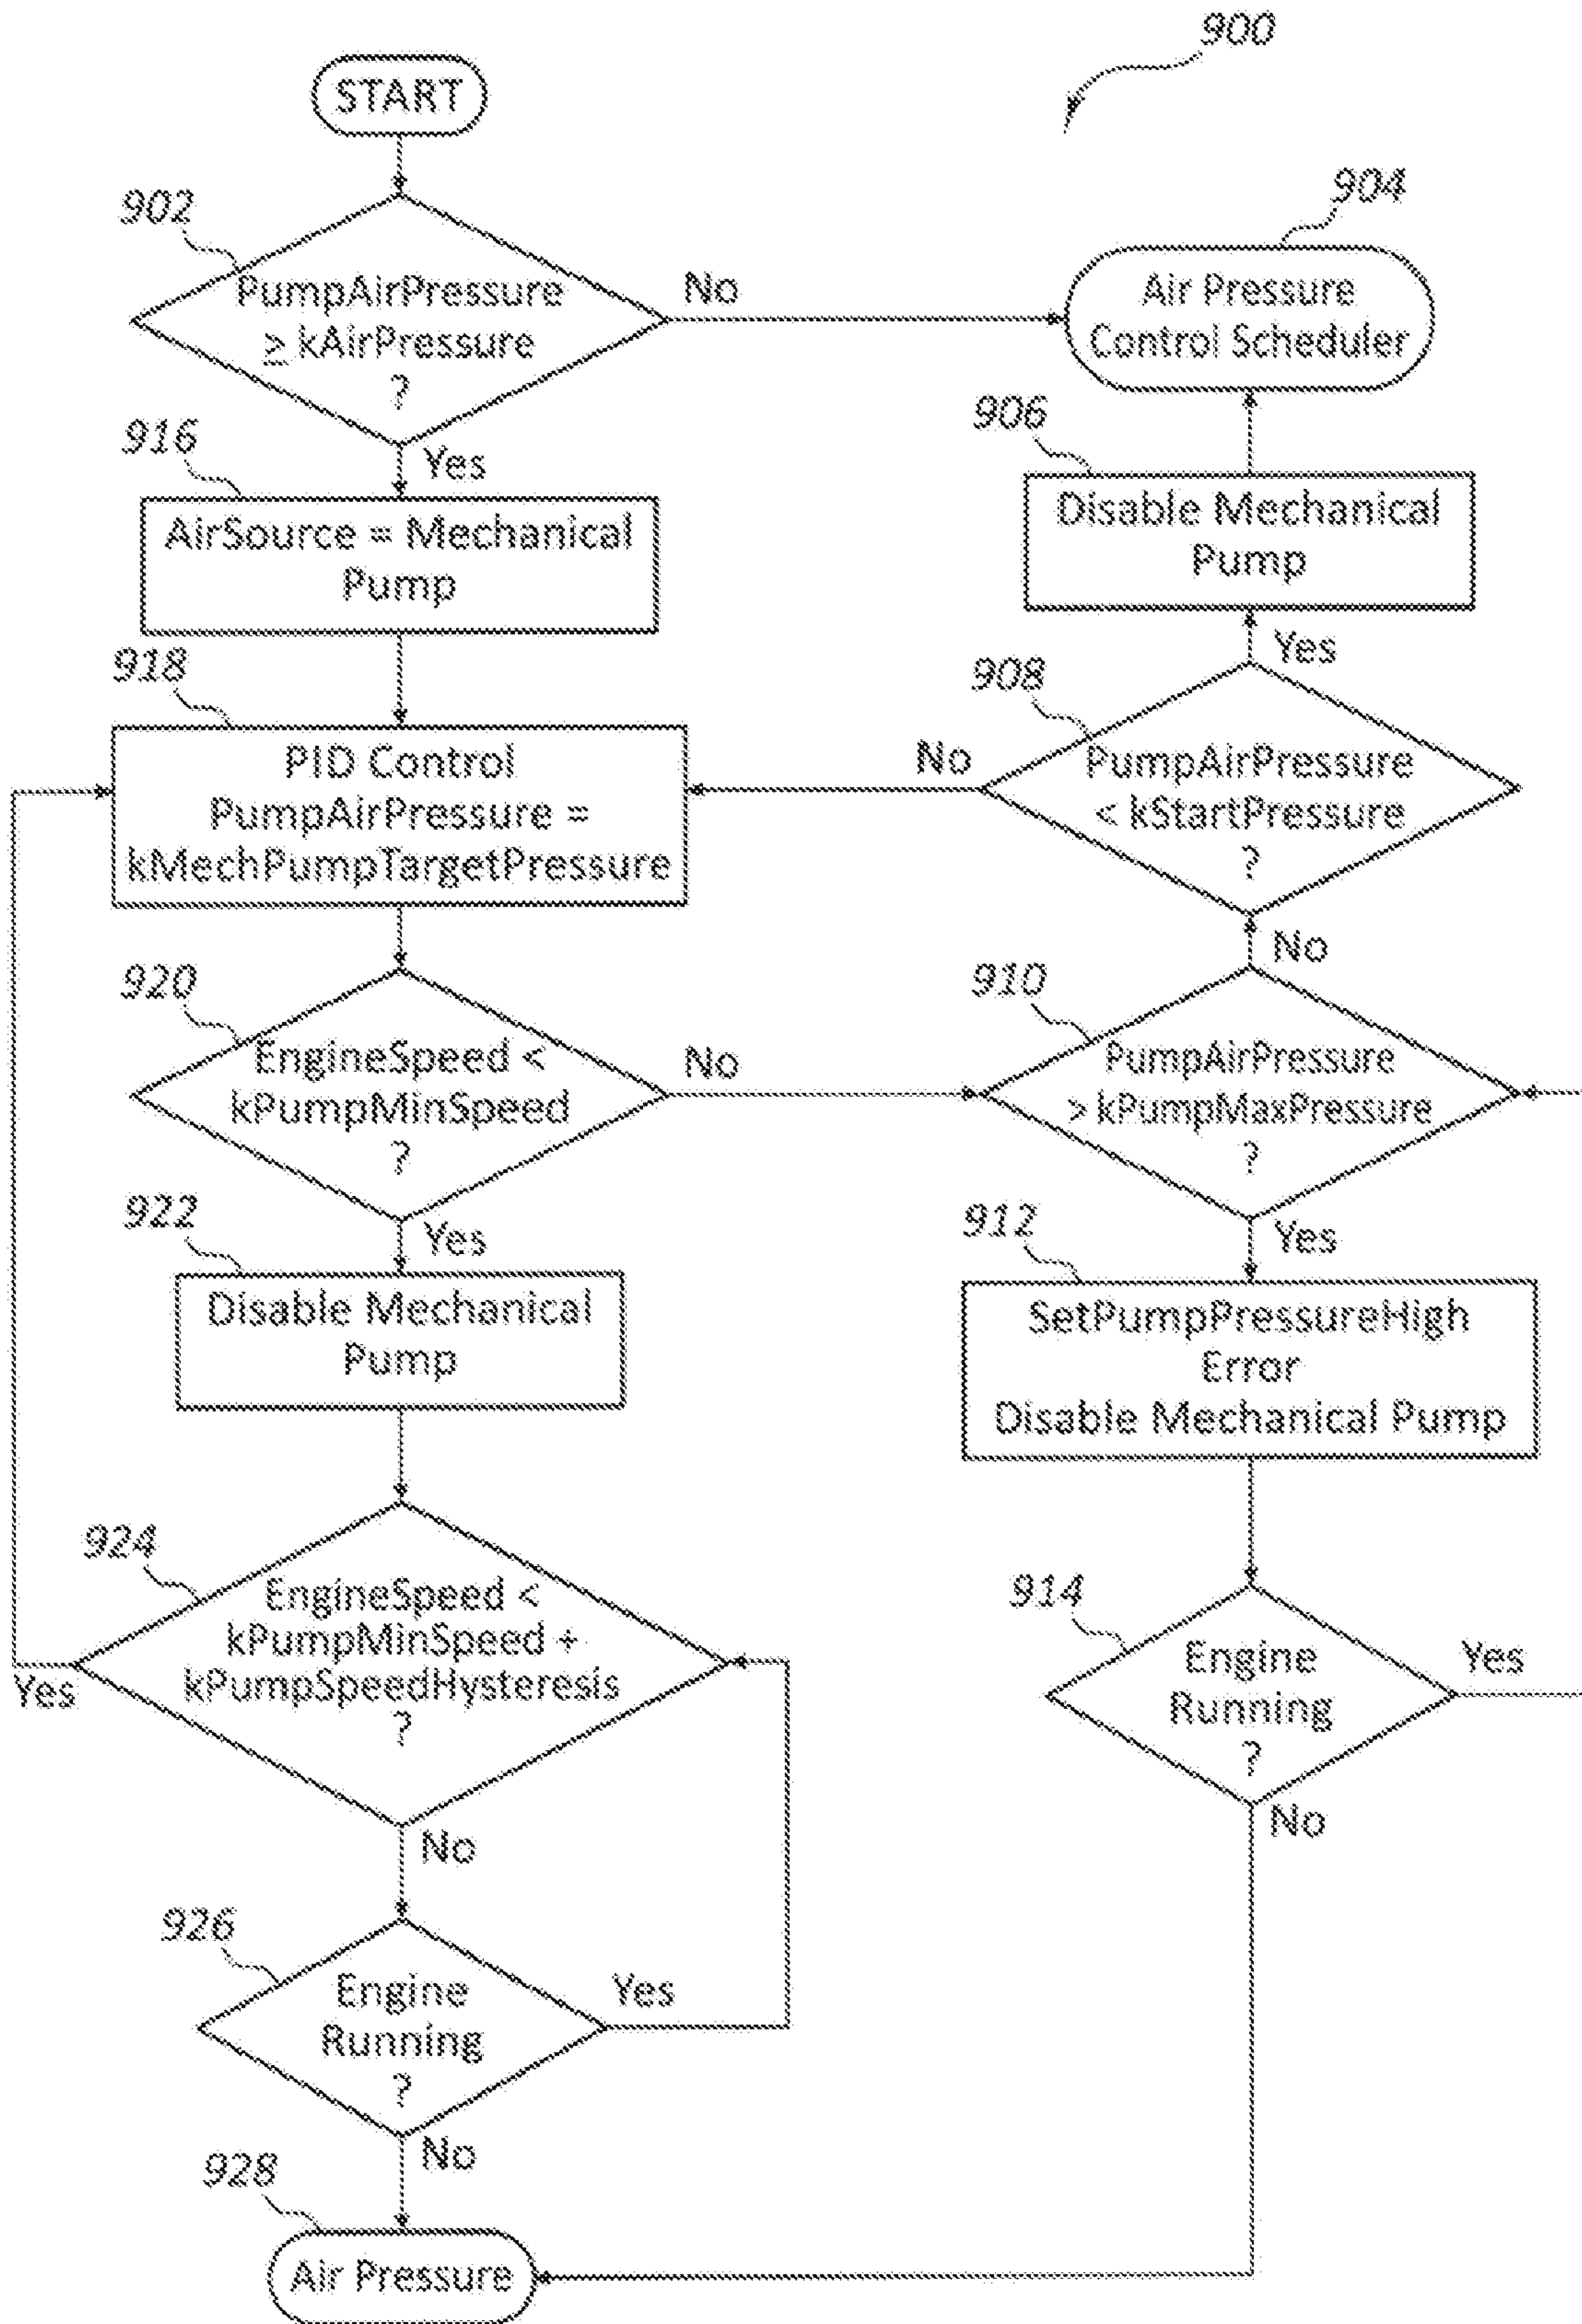 900
START
902
PumpAirPressure
≥ kAirPressure
?
No
Yes
904
Air Pressure
Control Scheduler
906
Disable Mechanical
Pump
Yes
916
AirSource = Mechanical
Pump
918
PID Control
PumpAirPressure =
kMechPumpTargetPressure
908
PumpAirPressure
< kStartPressure
?
No
No
920
EngineSpeed <
kPumpMinSpeed
?
No
Yes
910
PumpAirPressure
> kPumpMaxPressure
?
Yes
922
Disable Mechanical
Pump
912
SetPumpPressureHigh
Error
Disable Mechanical Pump
924
EngineSpeed <
kPumpMinSpeed +
kPumpSpeedHysteresis
?
Yes
No
914
Engine
Running
?
Yes
No
926
Engine
Running
?
Yes
No
928
Air Pressure